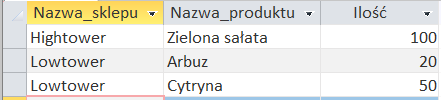 Nazwa_sklepu Nazwa_produktu Ilość
Hightower Zielona sałata 100
Lowtower Arbuz 20
Lowtower Cytryna 50